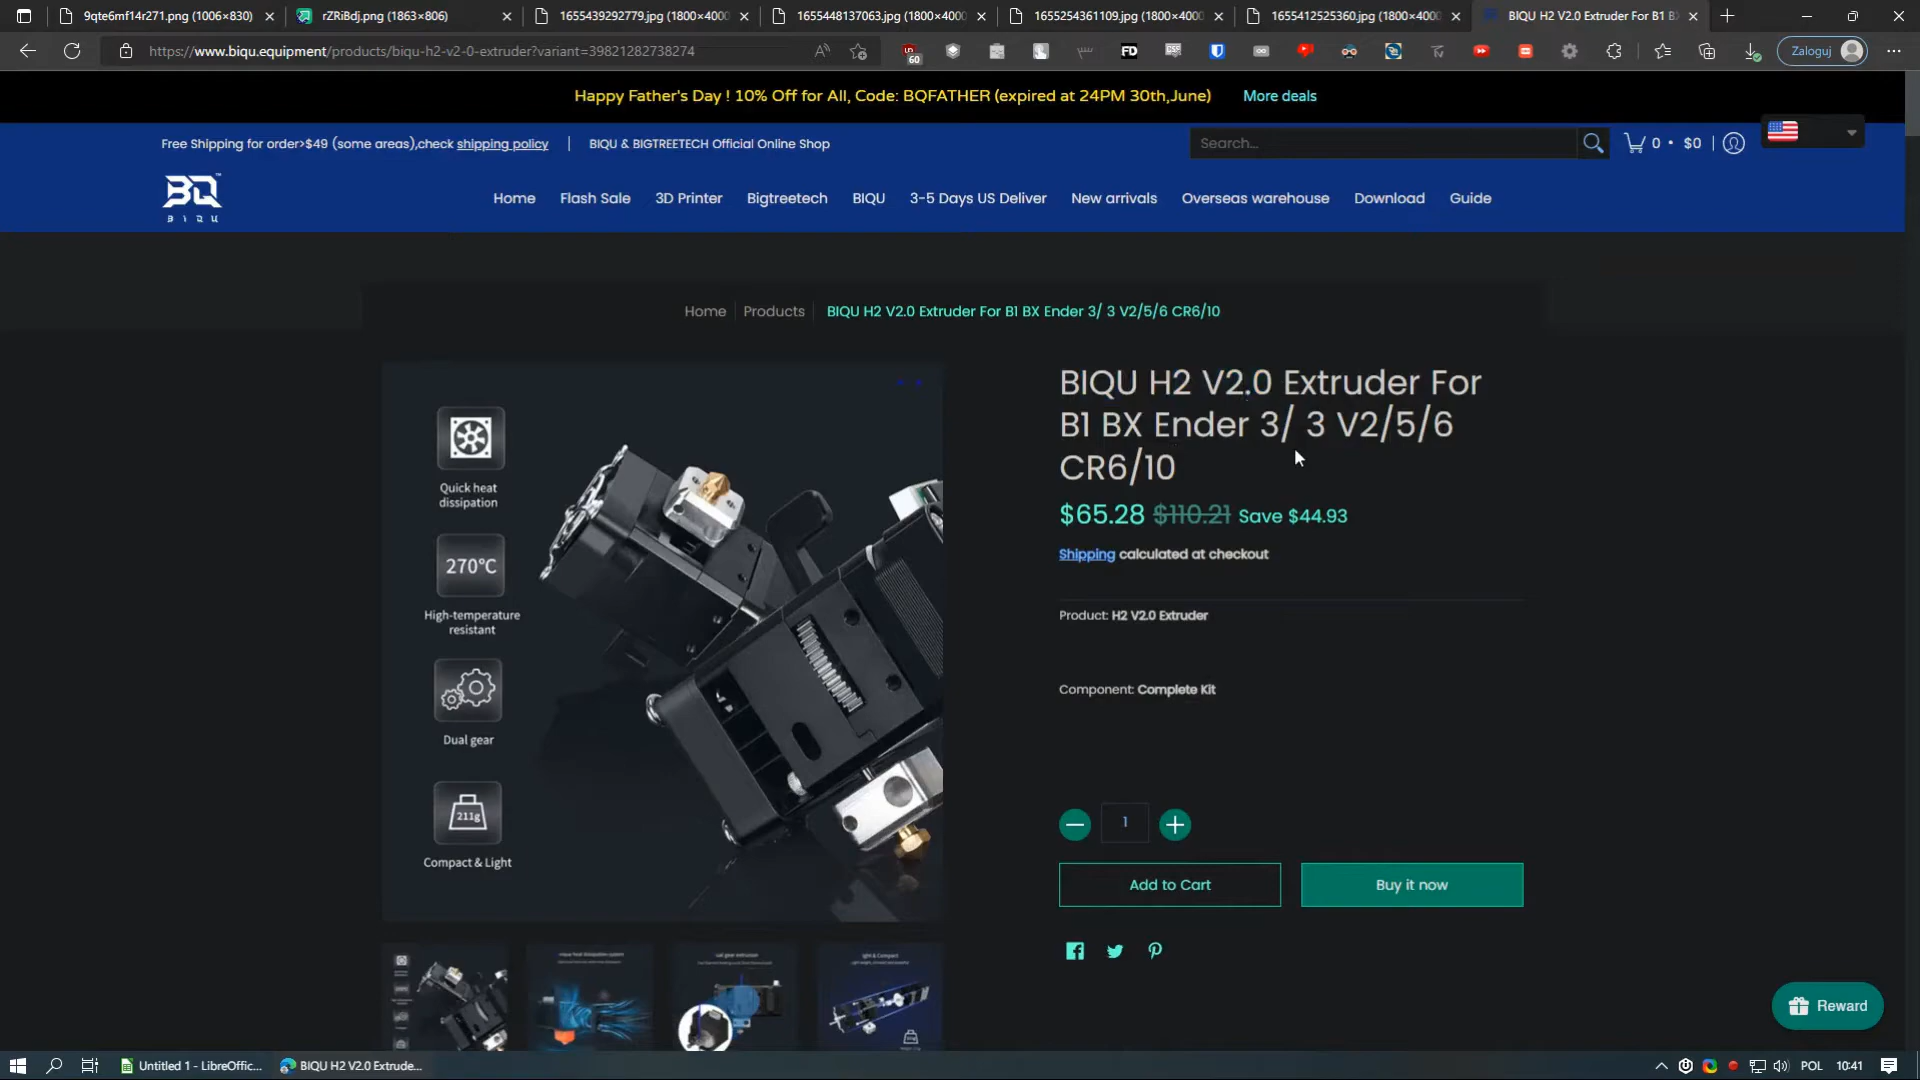 9qte6mf14r271.png (1006×830)
rZRiBdj.png (1863×806)
1655439292779.jpg (1800×4000
1655448137063.jpg (1800×4000
1655254361109.jpg (1800×4000
1655412525360.jpg (1800×4000
BIQU H2 V2.0 Extruder For B1 B
https://www.biqu.equipment/products/biqu-h2-v2-0-extruder?variant=39821282738274
60
FD
Zaloguj
Happy Father's Day ! 10% Off for All, Code: BQFATHER (expired at 24PM 30th,June) More deals
Free Shipping for order>$49 (some areas),check shipping policy | BIQU & BIGTREETECH Official Online Shop
Search...
0 • $0 |
BQ
BIQU
Home Flash Sale 3D Printer Bigtreetech BIQU 3-5 Days US Deliver New arrivals Overseas warehouse Download Guide
Home Products BIQU H2 V2.0 Extruder For B1 BX Ender 3/ 3 V2/5/6 CR6/10
Quick heat
dissipation
270℃
High-temperature
resistant
Dual gear
211g
Compact & Light
BIQU H2 V2.0 Extruder For
B1 BX Ender 3/ 3 V2/5/6
CR6/10
$65.28 $110.21 Save $44.93
Shipping calculated at checkout
Product: H2 V2.0 Extruder
Component: Complete Kit
1
Add to Cart
Buy it now
Reward
Untitled 1 - LibreOffic...
BIQU H2 V2.0 Extrude...
POL
10:41